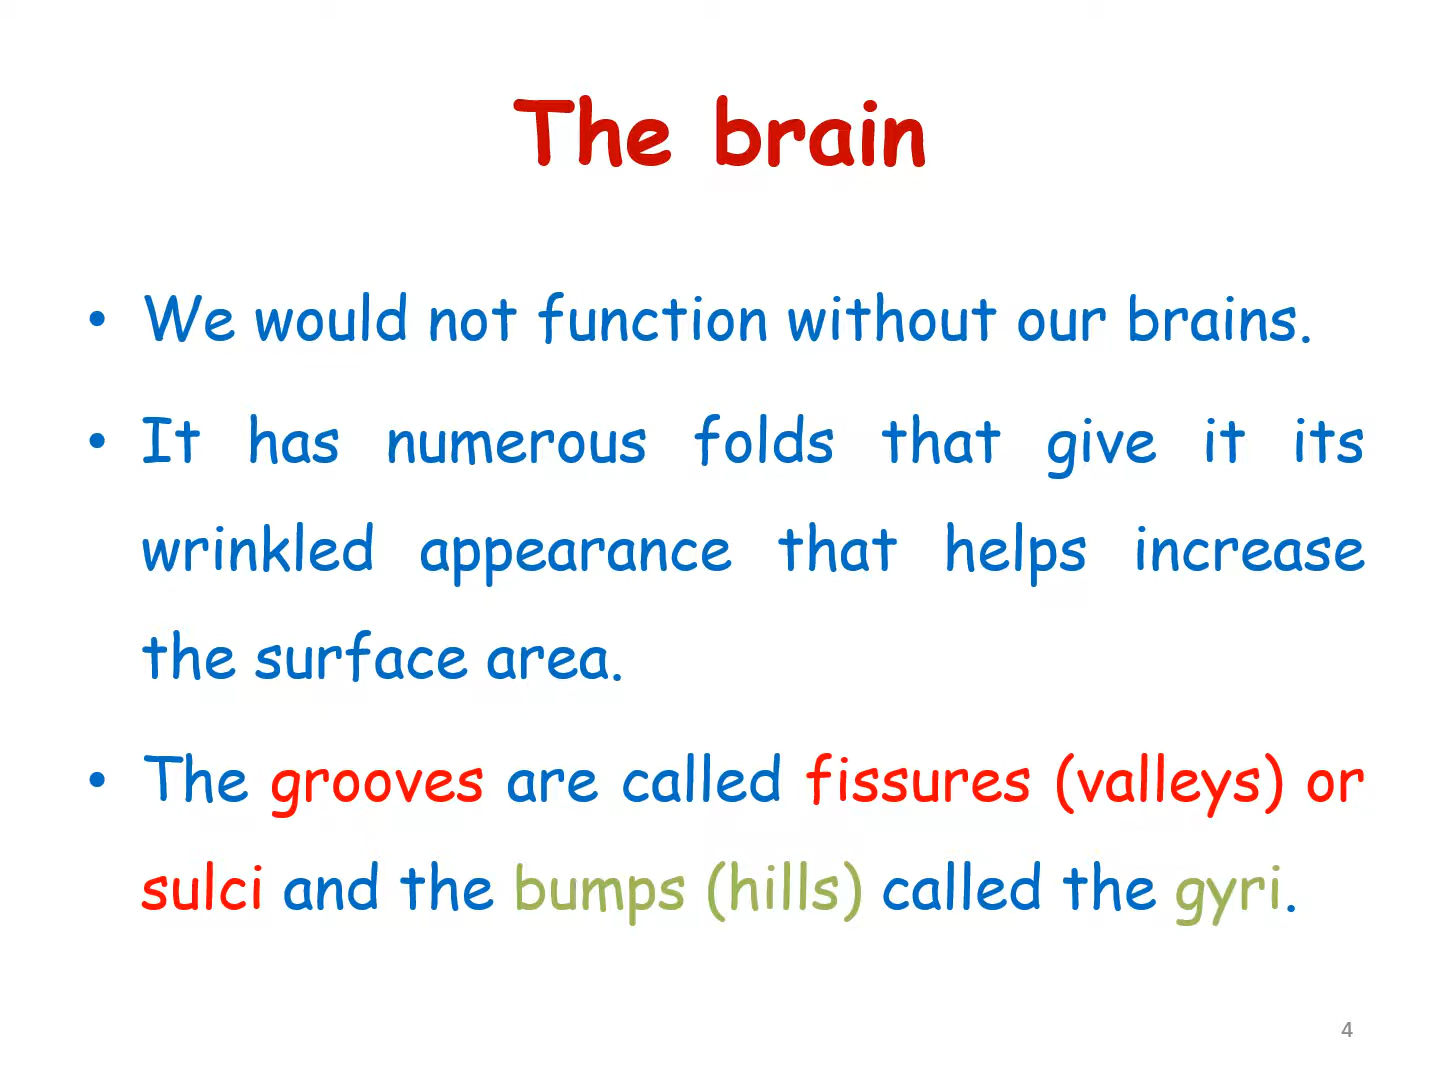 The brain
• We would not function without our brains.
• It has numerous folds that give it its
wrinkled appearance that helps increase
the surface area.
• The grooves are called fissures (valleys) or
sulci and the bumps (hills) called the gyri.
4